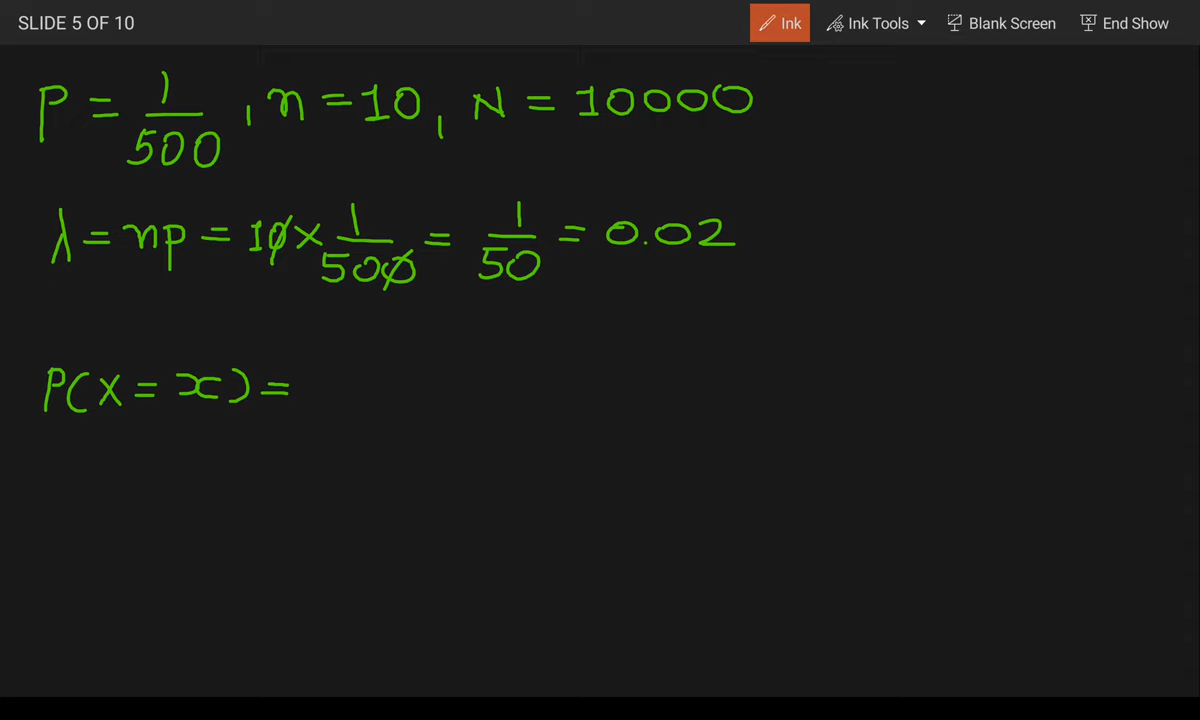 SLIDE 5 OF 10 Ink Ink Tools Blank Screen End Show
P = 1/500, n = 10, N = 10000
λ = np = 10 × 1/500 = 1/50 = 0.02
P(X = x) =